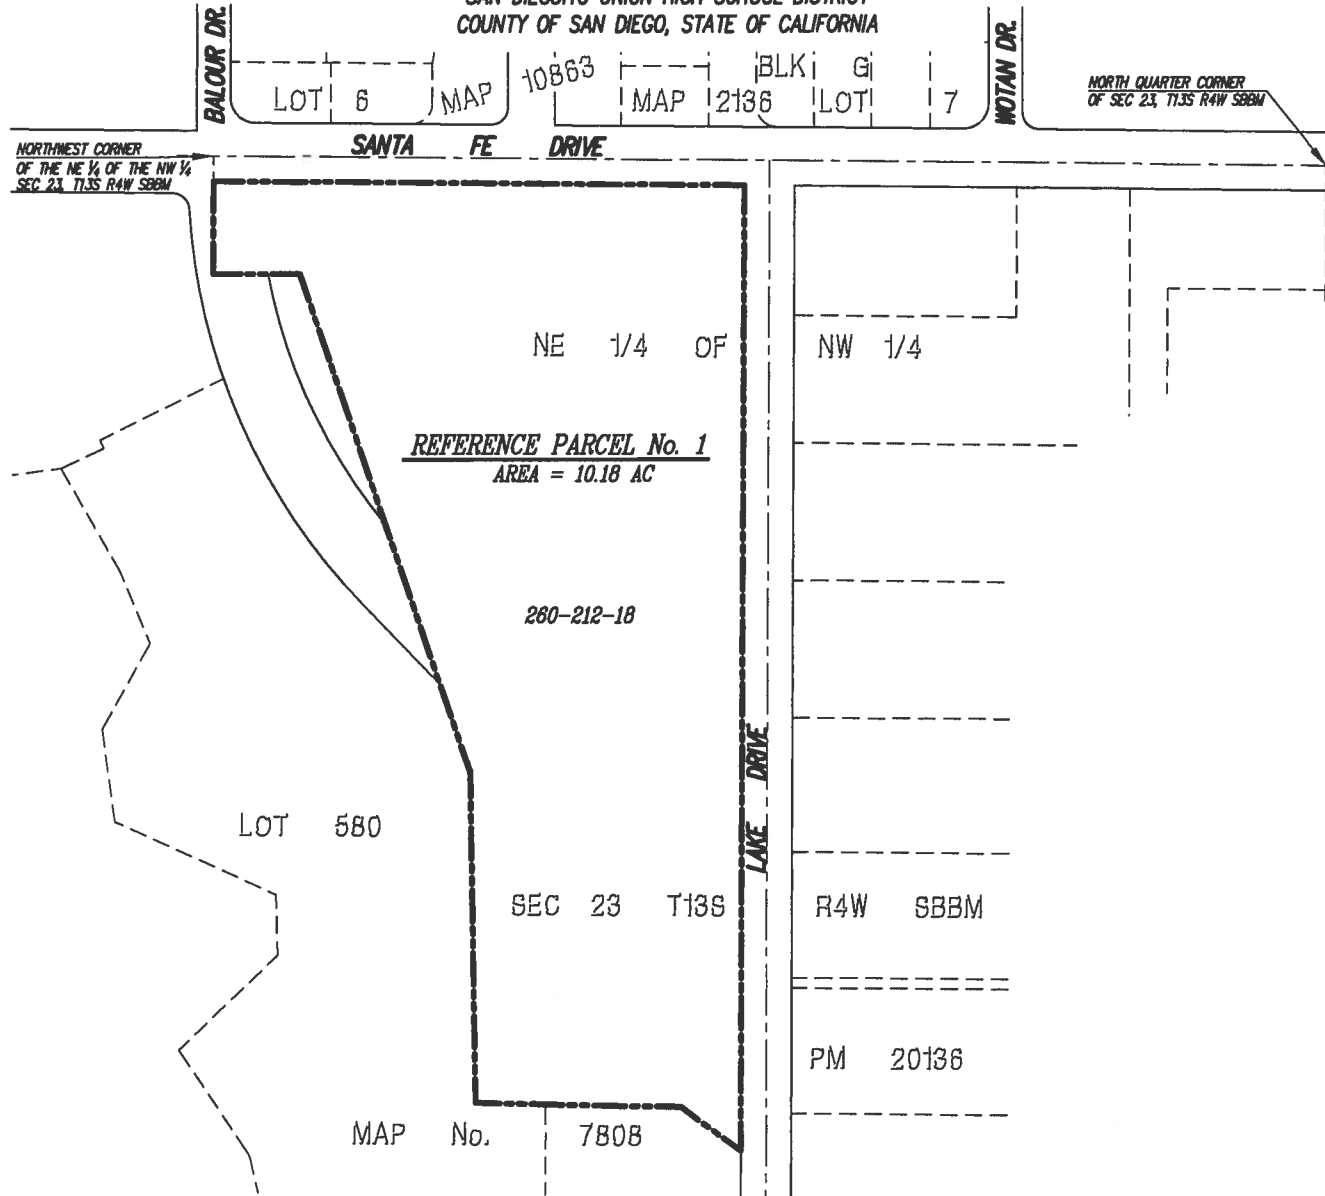 COUNTY OF SAN DIEGO, STATE OF CALIFORNIA
BALOUR DR.
WOTAN DR.
LOT 6
MAP 10863
BLK G
MAP 2136 LOT 7
NORTH QUARTER CORNER
OF SEC 23, T13S R4W SBBM
NORTHWEST CORNER
OF THE NE ¼ OF THE NW ¼
SEC 23, T13S R4W SBBM
SANTA FE DRIVE
NE 1/4 OF NW 1/4
REFERENCE PARCEL No. 1
AREA = 10.18 AC
260-212-18
LAKE DRIVE
LOT 580
SEC 23 T13S R4W SBBM
PM 20136
MAP No. 7808